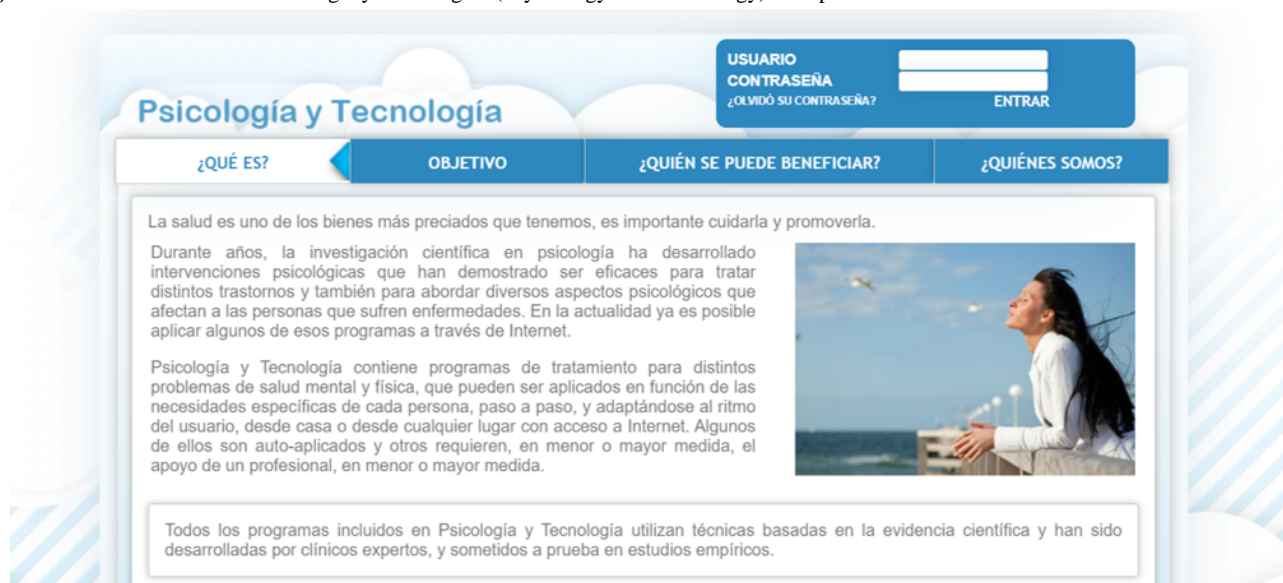 USUARIO
CONTRASEÑA
¿OLVIDÓ SU CONTRASEÑA?
ENTRAR
Psicología y Tecnología
¿QUÉ ES?
OBJETIVO
¿QUIÉN SE PUEDE BENEFICIAR?
¿QUIÉNES SOMOS?
La salud es uno de los bienes más preciados que tenemos, es importante cuidarla y promoverla.
Durante años, la investigación científica en psicología ha desarrollado
intervenciones psicológicas que han demostrado ser eficaces para tratar
distintos trastornos y también para abordar diversos aspectos psicológicos que
afectan a las personas que sufren enfermedades. En la actualidad ya es posible
aplicar algunos de esos programas a través de Internet.
Psicología y Tecnología contiene programas de tratamiento para distintos
problemas de salud mental y física, que pueden ser aplicados en función de las
necesidades específicas de cada persona, paso a paso, y adaptándose al ritmo
del usuario, desde casa o desde cualquier lugar con acceso a Internet. Algunos
de ellos son auto-aplicados y otros requieren, en menor o mayor medida, el
apoyo de un profesional, en menor o mayor medida.
Todos los programas incluidos en Psicología y Tecnología utilizan técnicas basadas en la evidencia científica y han sido
desarrolladas por clínicos expertos, y sometidos a prueba en estudios empíricos.